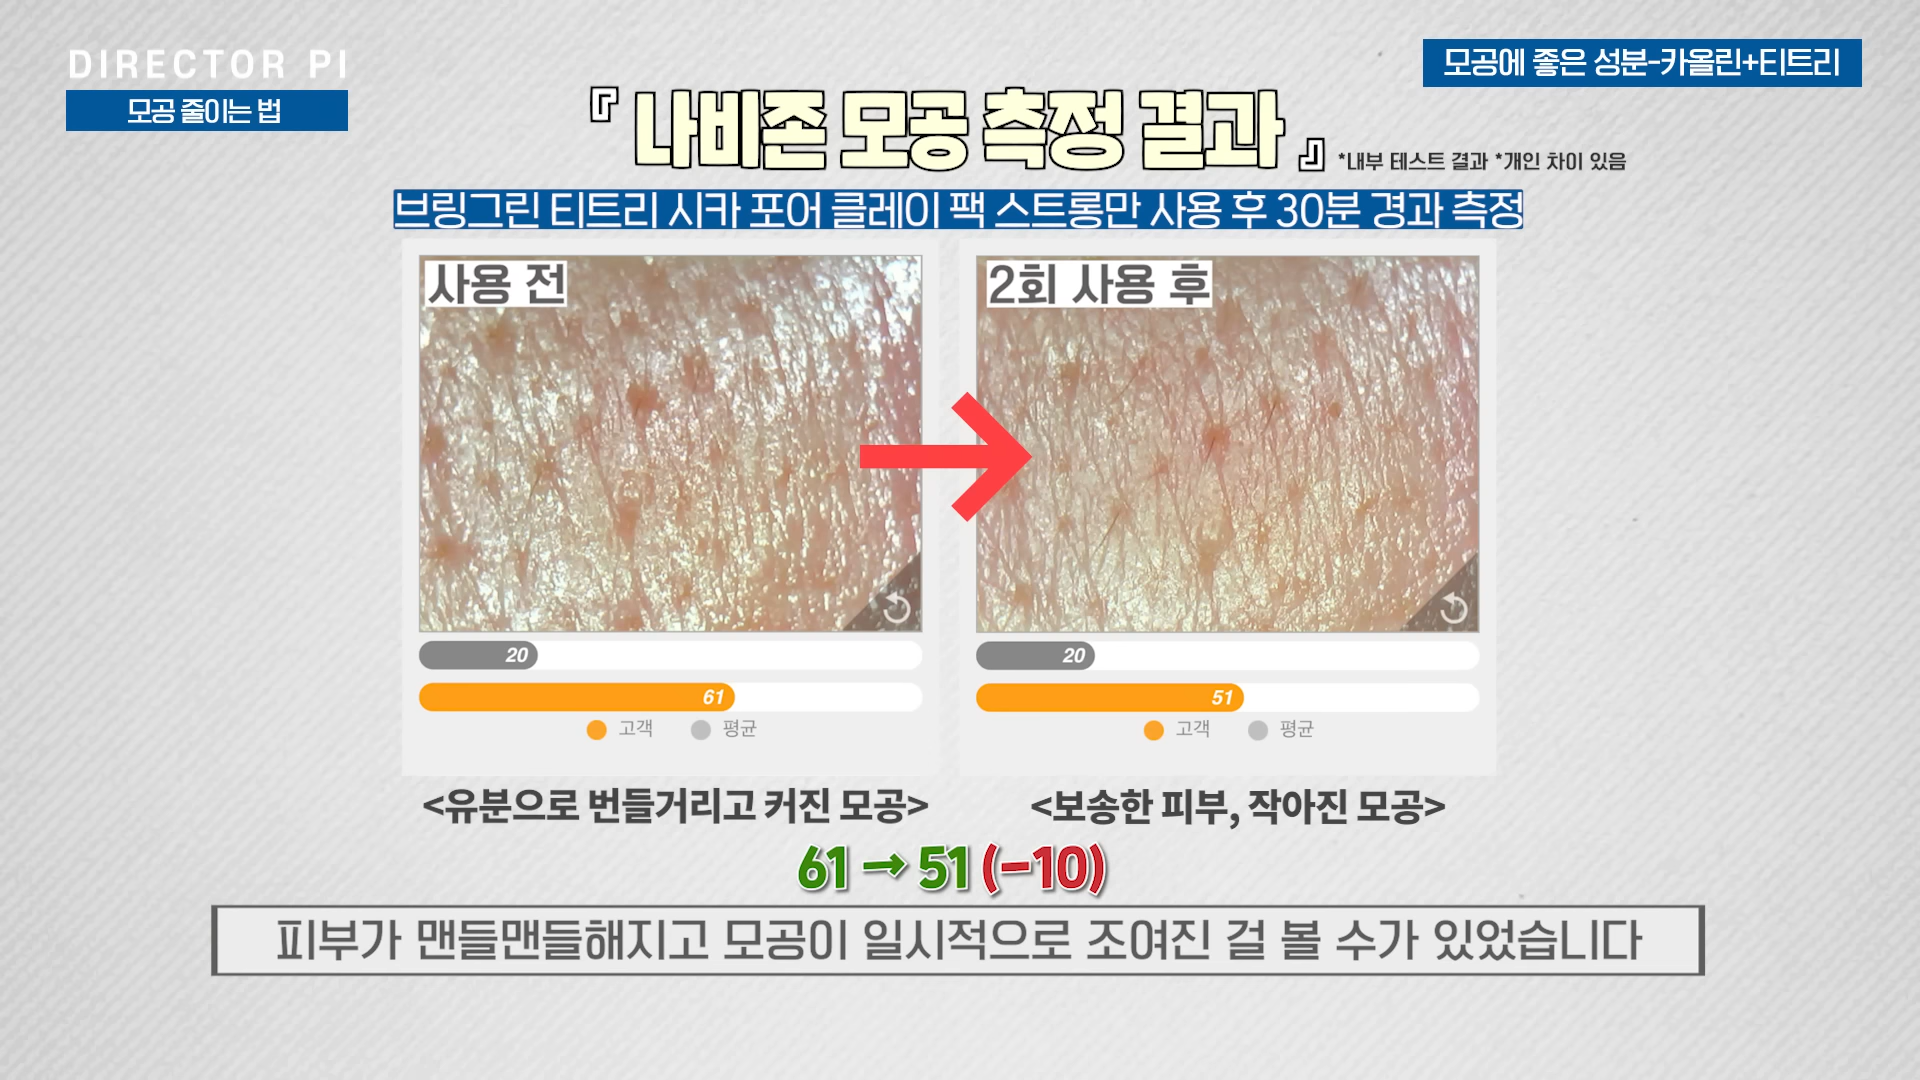 DIRECTOR PI
모공 줄이는 법
모공에 좋은 성분-카올린+티트리
『 나비존 모공 측정 결과 』
*내부 테스트 결과 *개인 차이 있음
브링그린 티트리 시카 포어 클레이 팩 스트롱만 사용 후 30분 경과 측정
사용 전
20
61
고객 평균
<유분으로 번들거리고 커진 모공>
2회 사용 후
20
51
고객 평균
<보송한 피부, 작아진 모공>
61 → 51 (-10)
피부가 맨들맨들해지고 모공이 일시적으로 조여진 걸 볼 수가 있었습니다